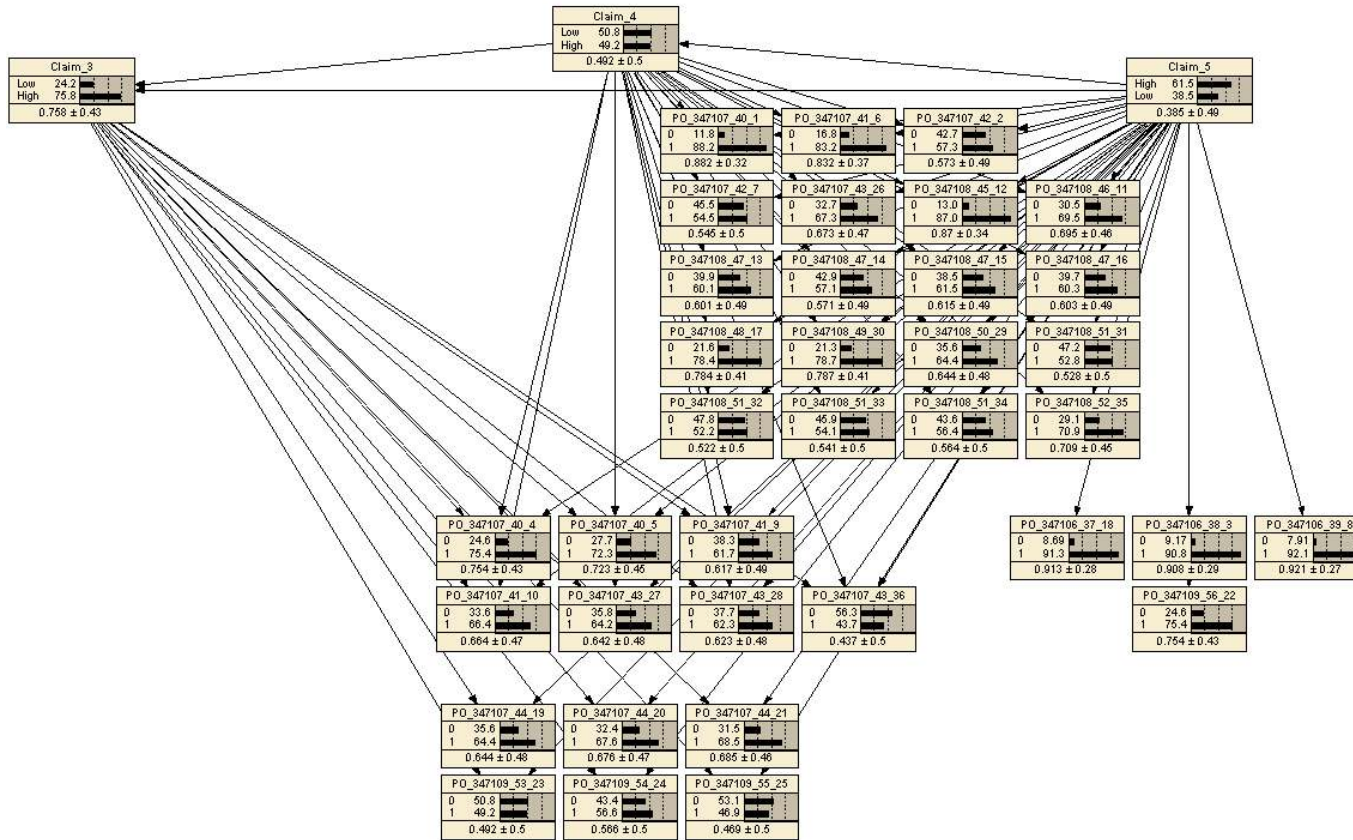 Claim_4
Low 50.8
High 49.2
0.492 ± 0.5
Claim_3
Low 24.2
High 75.8
0.758 ± 0.43
Claim_5
High 61.5
Low 38.5
0.385 ± 0.49
PO_347107_40_1
0 11.8
1 88.2
0.882 ± 0.32
PO_347107_41_6
0 16.8
1 83.2
0.832 ± 0.37
PO_347107_42_2
0 42.7
1 57.3
0.573 ± 0.49
PO_347107_42_7
0 45.5
1 54.5
0.545 ± 0.5
PO_347107_43_26
0 32.7
1 67.3
0.673 ± 0.47
PO_347108_45_12
0 13.0
1 87.0
0.87 ± 0.34
PO_347108_46_11
0 30.5
1 69.5
0.695 ± 0.46
PO_347108_47_13
0 39.9
1 60.1
0.601 ± 0.49
PO_347108_47_14
0 42.9
1 57.1
0.571 ± 0.49
PO_347108_47_15
0 38.5
1 61.5
0.615 ± 0.49
PO_347108_47_16
0 39.7
1 60.3
0.603 ± 0.49
PO_347108_48_17
0 21.6
1 78.4
0.784 ± 0.41
PO_347108_49_30
0 21.3
1 78.7
0.787 ± 0.41
PO_347108_50_29
0 35.6
1 64.4
0.644 ± 0.48
PO_347108_51_31
0 47.2
1 52.8
0.528 ± 0.5
PO_347108_51_32
0 47.8
1 52.2
0.522 ± 0.5
PO_347108_51_33
0 45.9
1 54.1
0.541 ± 0.5
PO_347108_51_34
0 43.6
1 56.4
0.564 ± 0.5
PO_347108_52_35
0 29.1
1 70.9
0.709 ± 0.45
PO_347107_40_4
0 24.6
1 75.4
0.754 ± 0.43
PO_347107_40_5
0 27.7
1 72.3
0.723 ± 0.45
PO_347107_41_9
0 38.3
1 61.7
0.617 ± 0.49
PO_347106_37_18
0 8.69
1 91.3
0.913 ± 0.28
PO_347106_38_3
0 9.17
1 90.8
0.908 ± 0.29
PO_347106_39_8
0 7.91
1 92.1
0.921 ± 0.27
PO_347107_41_10
0 33.6
1 66.4
0.664 ± 0.47
PO_347107_43_27
0 35.8
1 64.2
0.642 ± 0.48
PO_347107_43_28
0 37.7
1 62.3
0.623 ± 0.48
PO_347107_43_36
0 56.3
1 43.7
0.437 ± 0.5
PO_347109_56_22
0 24.6
1 75.4
0.754 ± 0.43
PO_347107_44_19
0 35.6
1 64.4
0.644 ± 0.48
PO_347107_44_20
0 32.4
1 67.6
0.676 ± 0.47
PO_347107_44_21
0 31.5
1 68.5
0.685 ± 0.46
PO_347109_53_23
0 50.8
1 49.2
0.492 ± 0.5
PO_347109_54_24
0 43.4
1 56.6
0.566 ± 0.5
PO_347109_55_25
0 53.1
1 46.9
0.469 ± 0.5